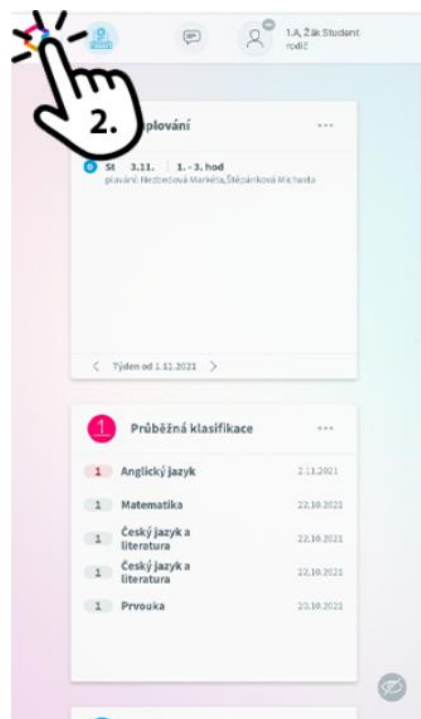 1.A, Žák Student
rodič
2.
plování
St 3.11. 1. - 3. hod
plavání: Nezbedová Markéta, Štěpánková Michaela
Týden od 1.11.2021
1 Průběžná klasifikace
1 Anglický jazyk 2.11.2021
1 Matematika 22.10.2021
1 Český jazyk a
literatura 22.10.2021
1 Český jazyk a
literatura 22.10.2021
1 Prvouka 20.10.2021